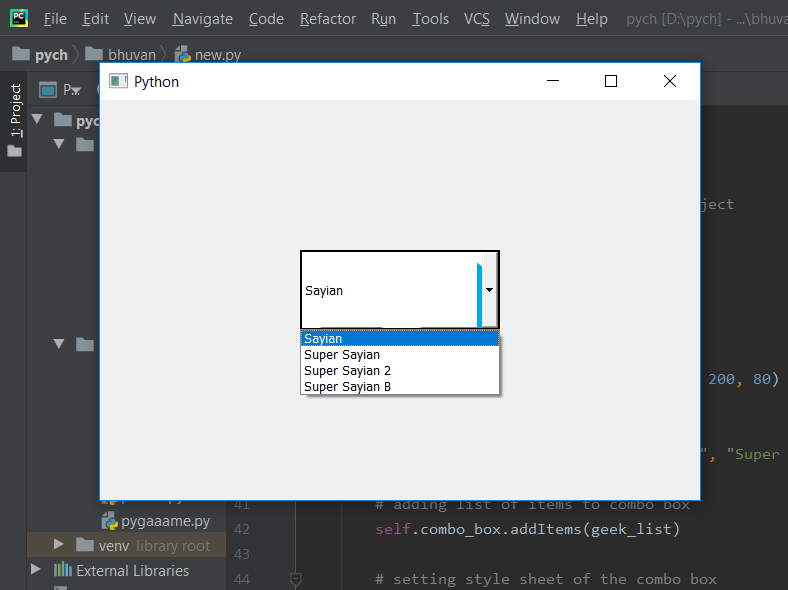 PC File Edit View Navigate Code Refactor Run Tools VCS Window Help pych [D:\pych] - ...\bhuva
pych bhuvan new.py
Python
1: Project
P
pyc
ject
Sayian
Sayian
Super Sayian
Super Sayian 2
Super Sayian B
200, 80)
", "Super
41 # adding list of items to combo box
pygaaame.py
42 self.combo_box.addItems(geek_list)
venv library root
43
External Libraries
44 # setting style sheet of the combo box